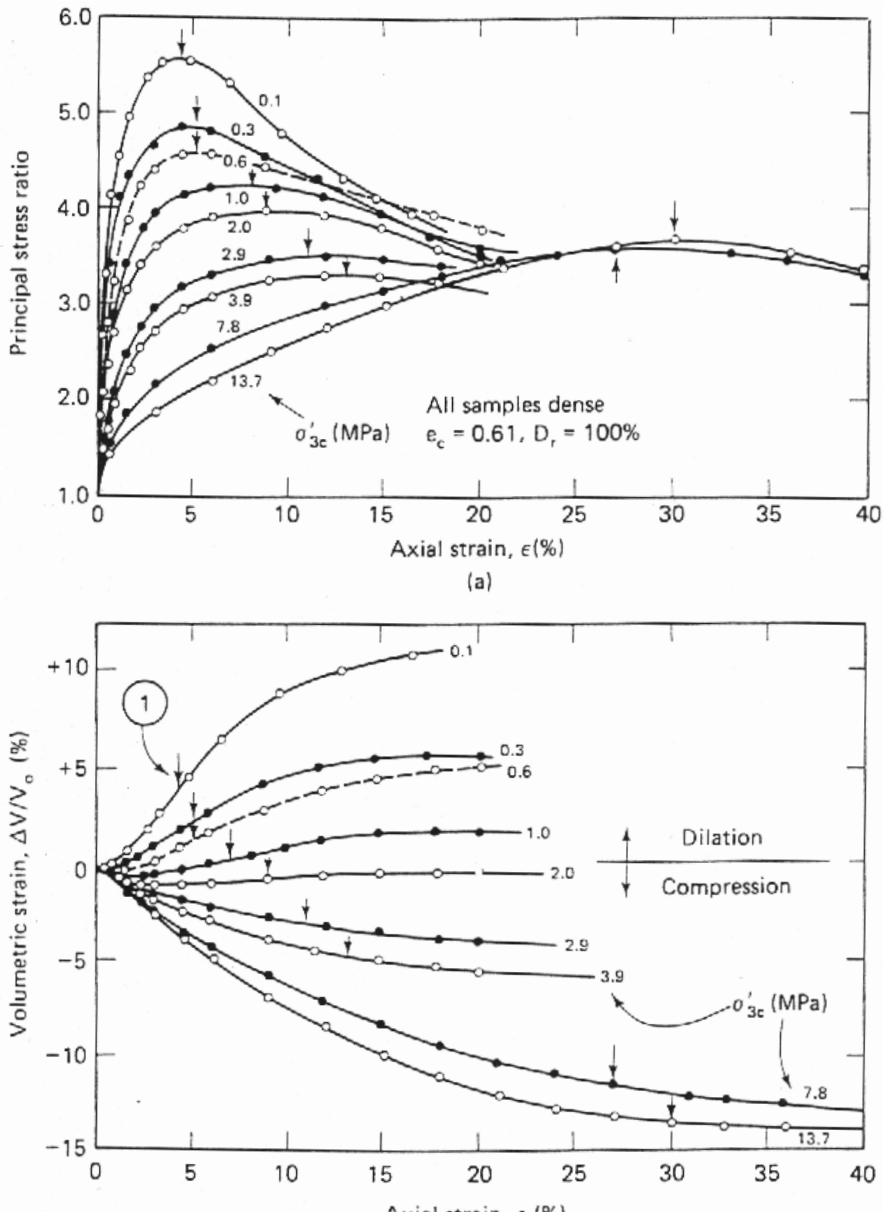 6.0
5.0
4.0
3.0
2.0
1.0
Principal stress ratio
0.1
0.3
0.6
1.0
2.0
2.9
3.9
7.8
13.7
σ′3c (MPa)
All samples dense
ec = 0.61, Dr = 100%
0 5 10 15 20 25 30 35 40
Axial strain, ϵ(%)
(a)
+10
+5
0
−5
−10
−15
Volumetric strain, ΔV/Vo (%)
1
0.1
0.3
0.6
1.0
2.0
Dilation
Compression
2.9
3.9
σ′3c (MPa)
7.8
13.7
0 5 10 15 20 25 30 35 40
Axial strain, ϵ (%)